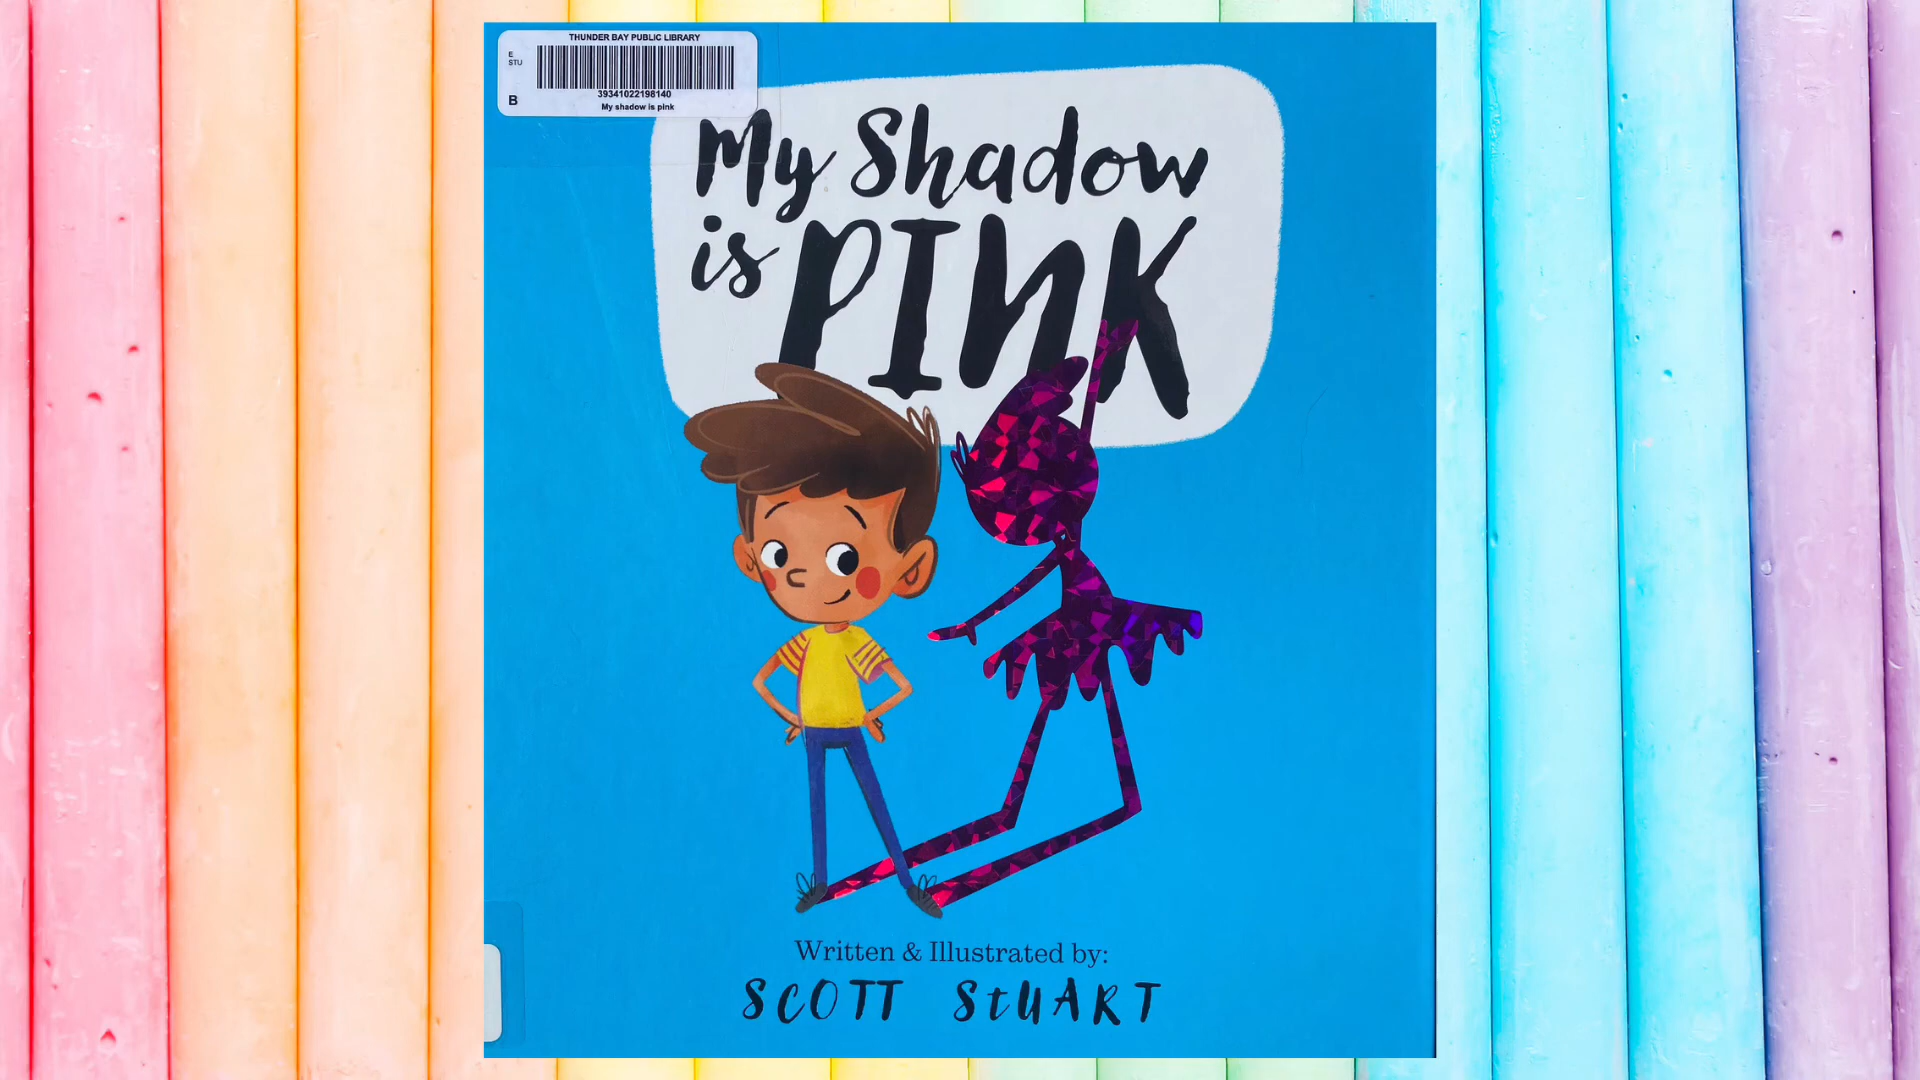 THUNDER BAY PUBLIC LIBRARY
E
STU
B
39341022198140
My shadow is pink
My Shadow
is PINK
Written & Illustrated by:
SCOTT StUART